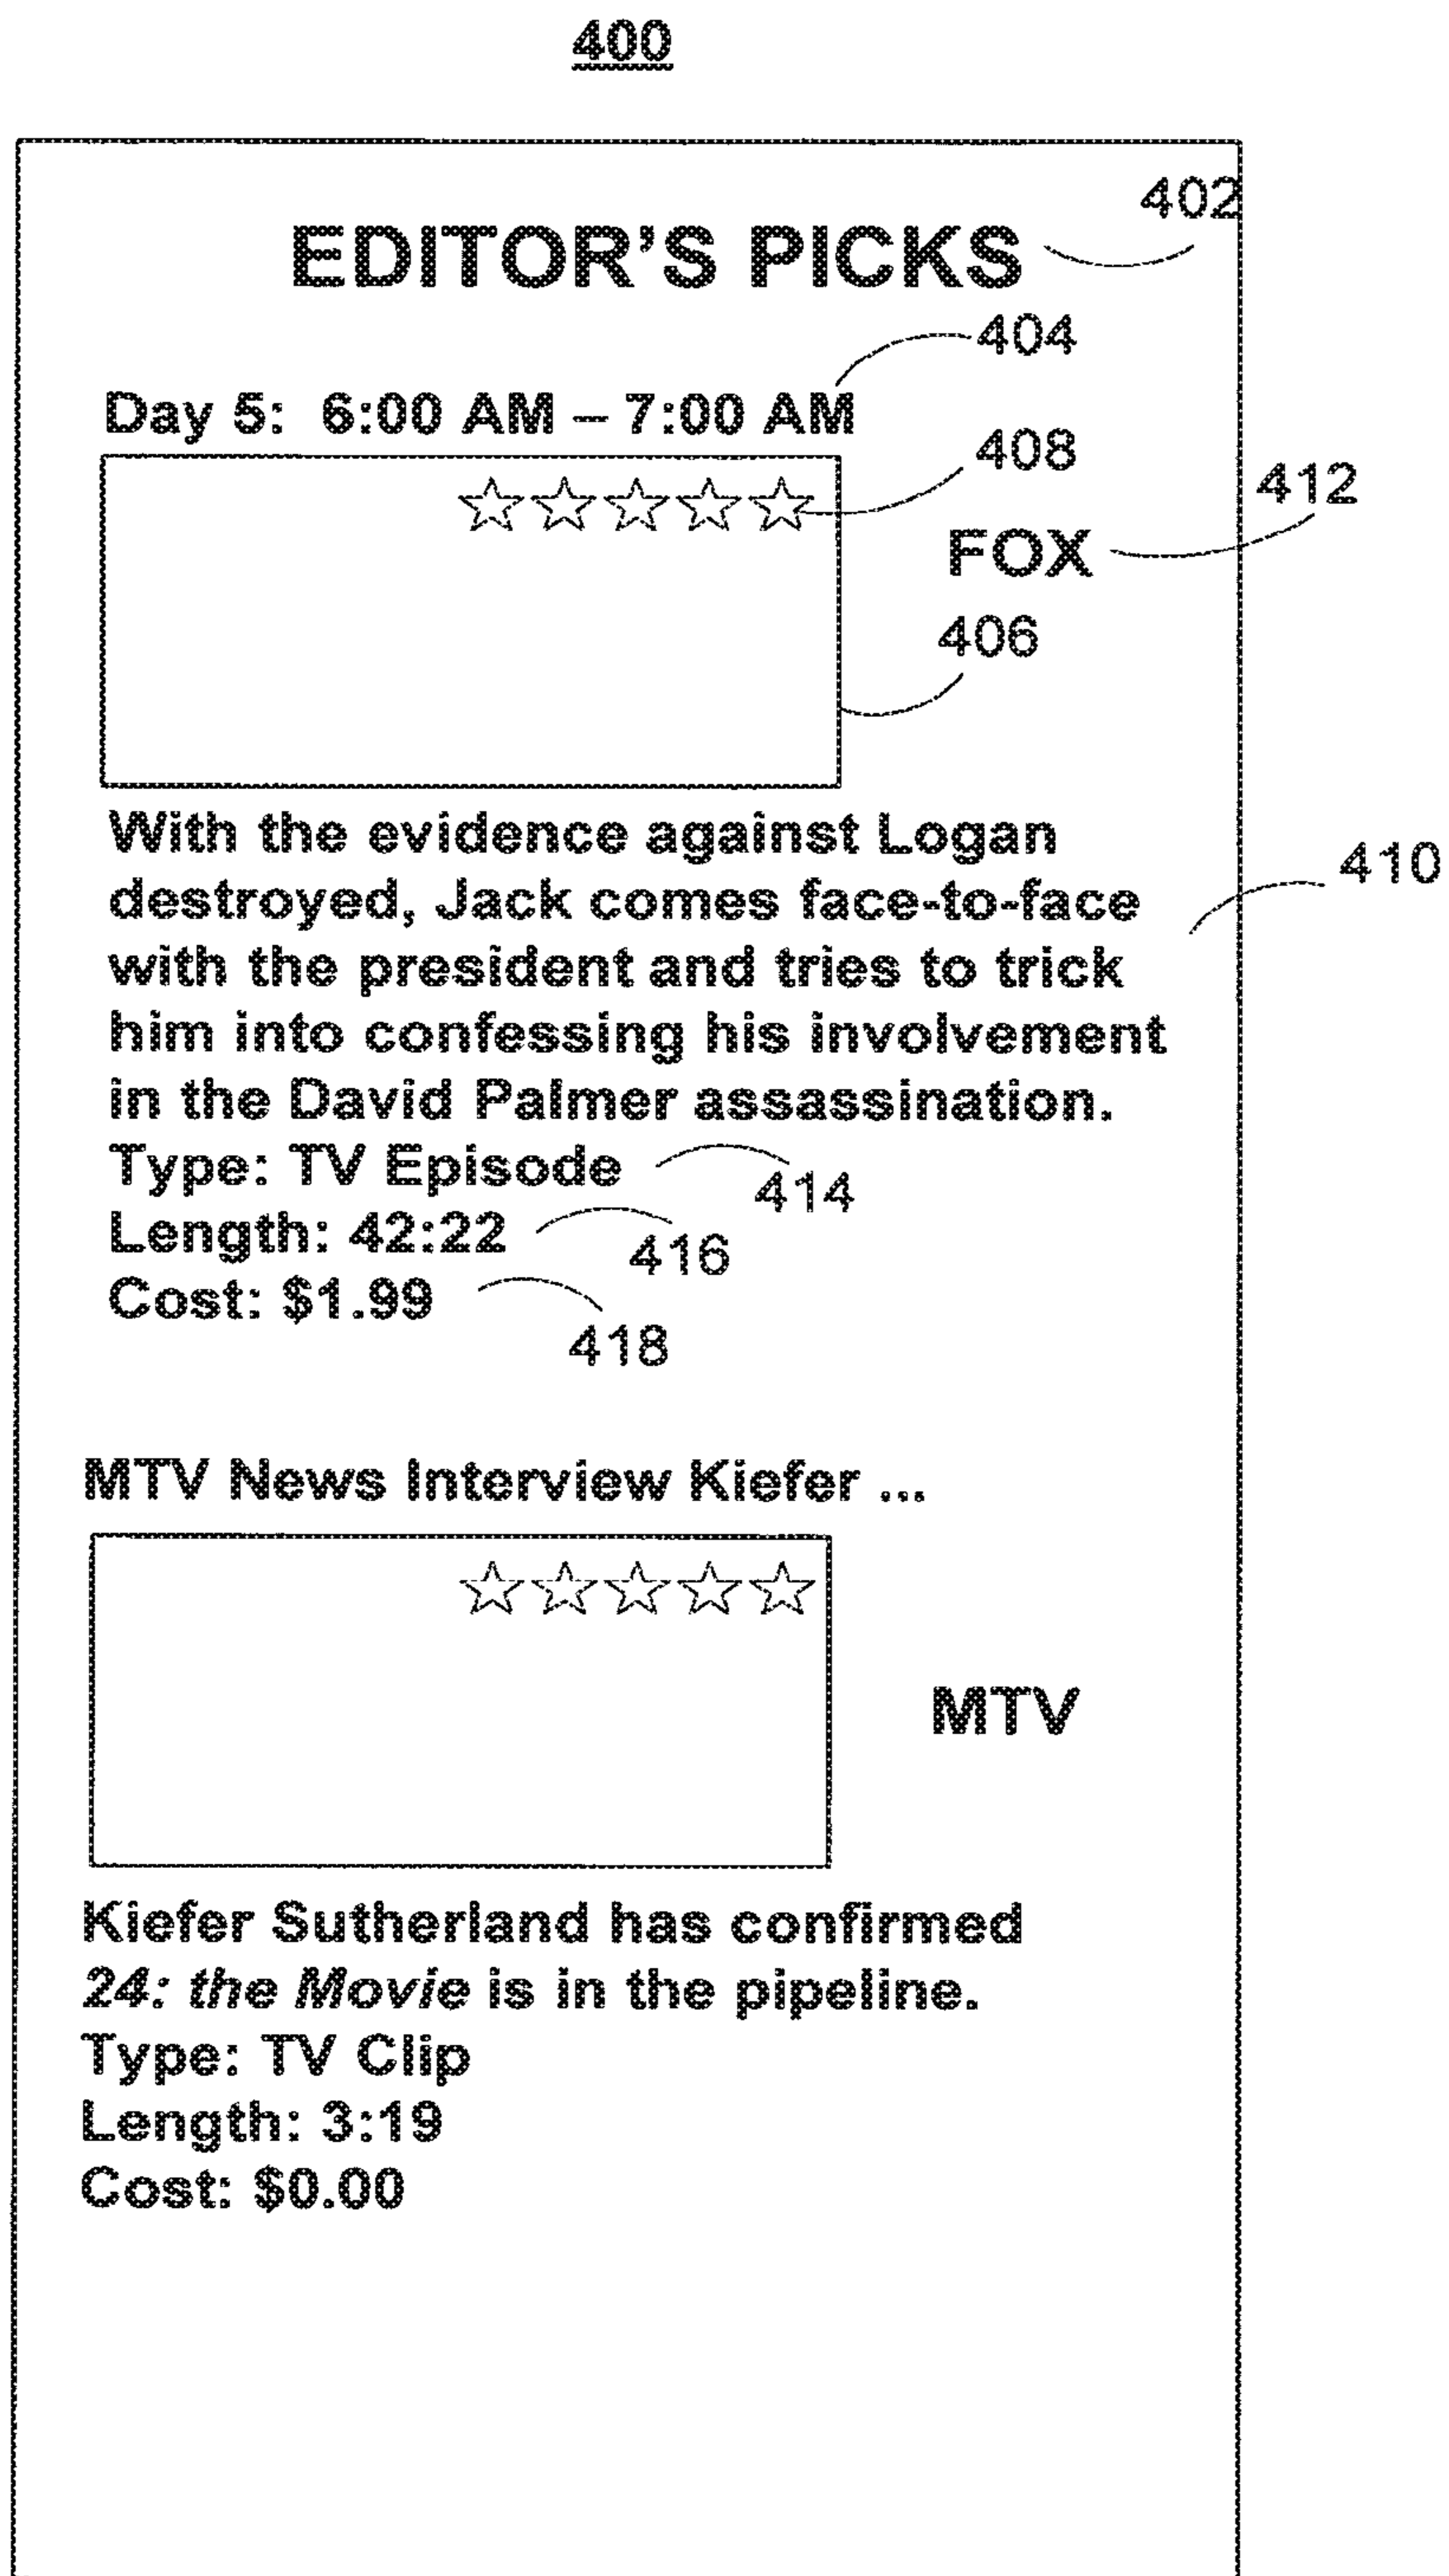 400
402
EDITOR'S PICKS
404
Day 5: 6:00 AM – 7:00 AM
408
412
FOX
406
With the evidence against Logan
destroyed, Jack comes face-to-face
with the president and tries to trick
him into confessing his involvement
in the David Palmer assassination.
410
Type: TV Episode
414
Length: 42:22
416
Cost: $1.99
418
MTV News Interview Kiefer ...
MTV
Kiefer Sutherland has confirmed
24: the Movie is in the pipeline.
Type: TV Clip
Length: 3:19
Cost: $0.00